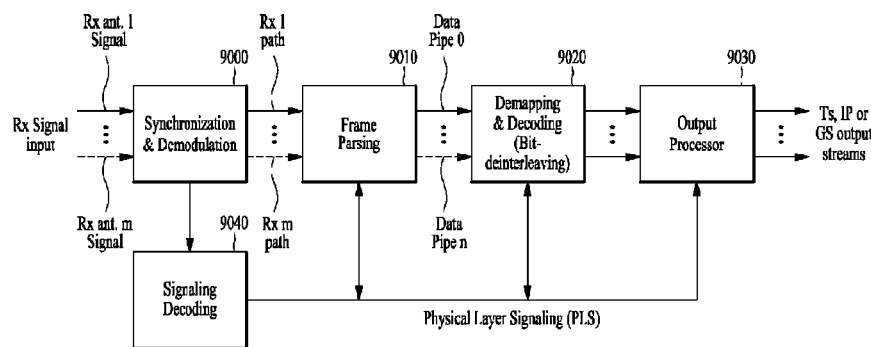 Rx ant. 1
Signal
Rx 1
path
Data
Pipe 0
9000
9010
9020
9030
Rx Signal
input
Synchronization
& Demodulation
Frame
Parsing
Demapping
& Decoding
(Bit-
deinterleaving)
Output
Processor
Ts, IP or
GS output
streams
Rx ant. m
Signal
Rx m
path
Data
Pipe n
9040
Signaling
Decoding
Physical Layer Signaling (PLS)